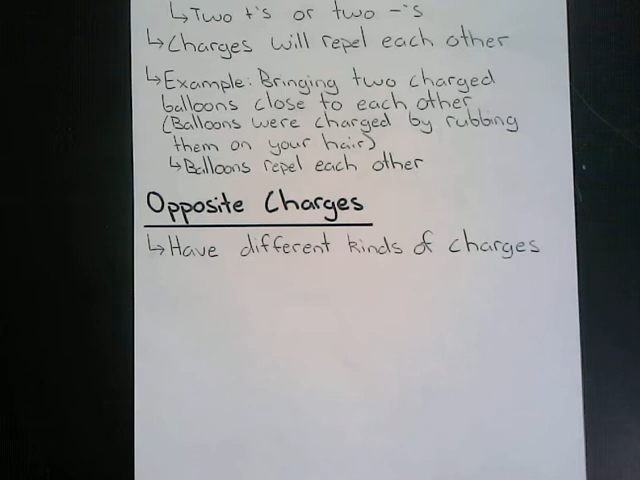 ↳Two +'s or two -'s
↳Charges will repel each other
↳Example: Bringing two charged
balloons close to each other
(Balloons were charged by rubbing
them on your hair)
↳Balloons repel each other
Opposite Charges
↳Have different kinds of charges